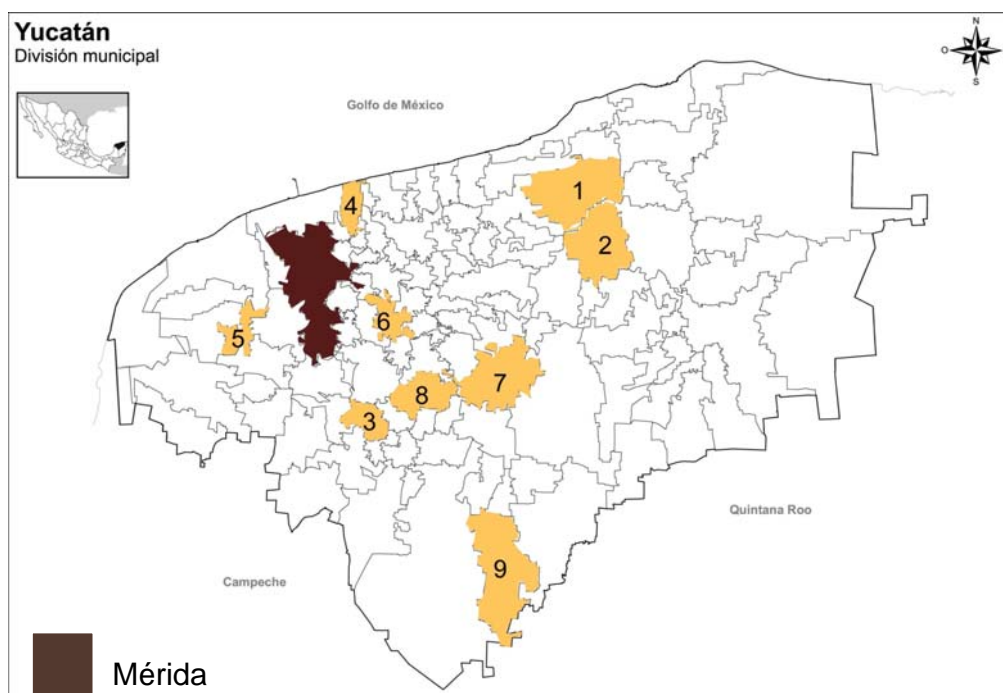 Yucatán
División municipal
N
O
E
S
Golfo de México
1
4
2
6
5
7
8
3
Quintana Roo
9
Campeche
Mérida